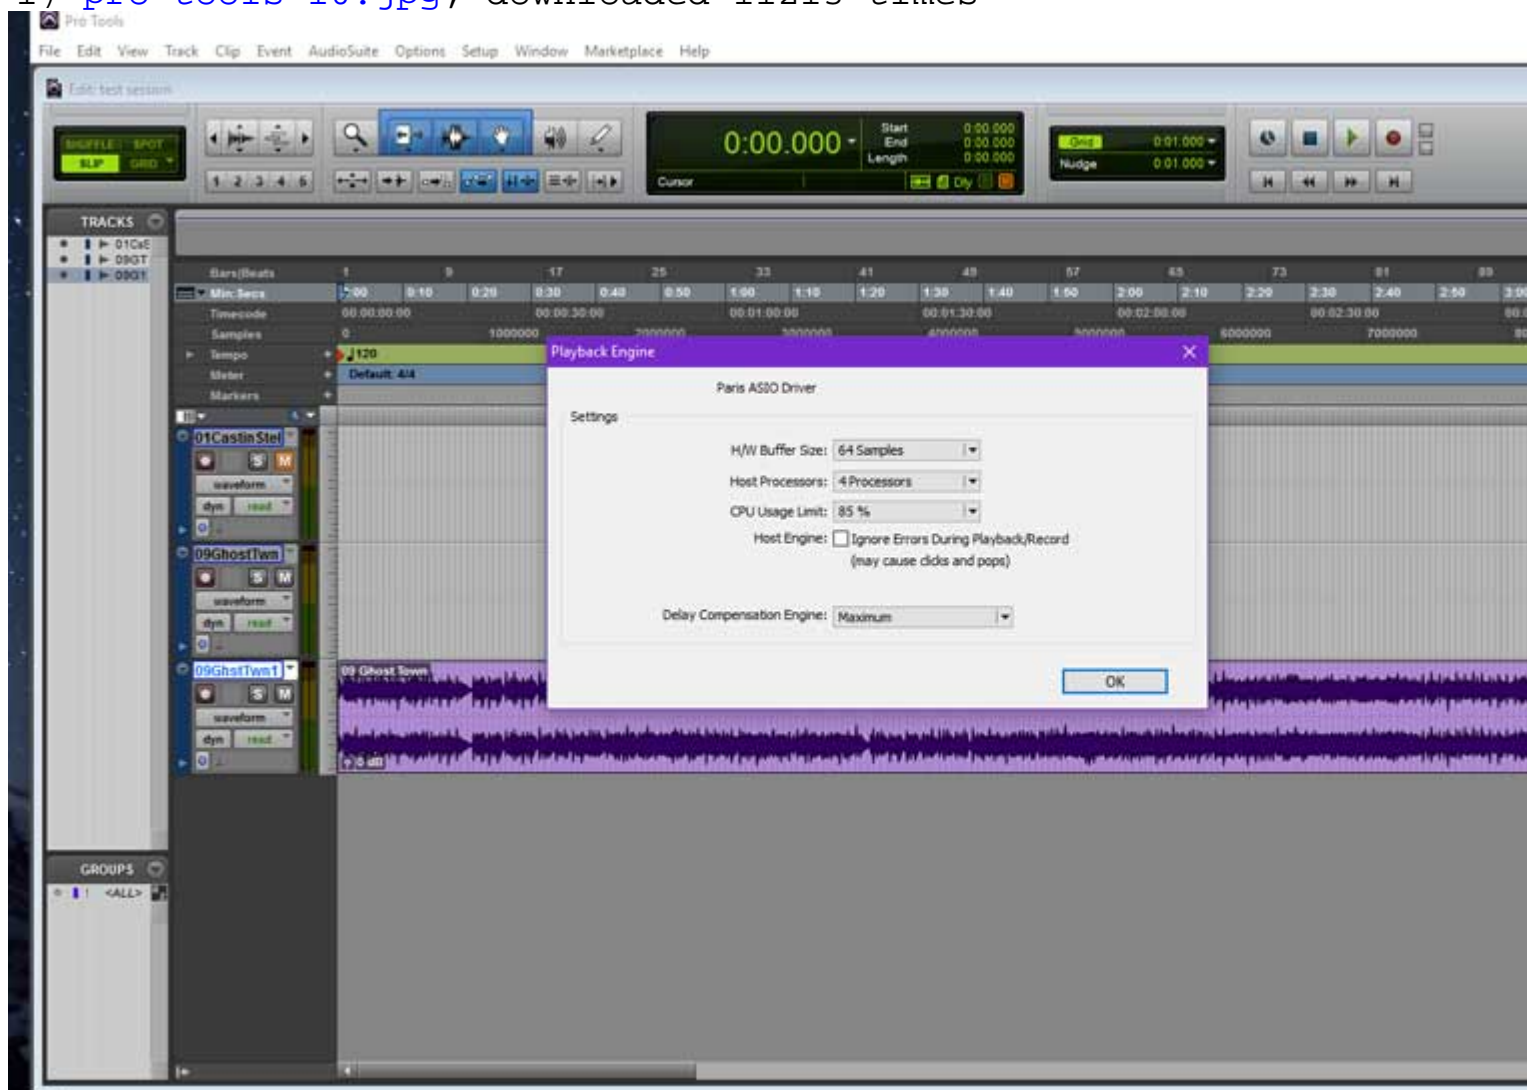 1) pro tools 10.jpg, downloaded 11213 times
Pro Tools
File Edit View Track Clip Event AudioSuite Options Setup Window Marketplace Help
Edit: test session
SHUFFLE SPOT
SLIP GRID
1 2 3 4 5
0:00.000
Start 0:00.000
End 0:00.000
Length 0:00.000
Cursor
Dly
Grid 0:01.000
Nudge 0:01.000
TRACKS
01CsS
09GT
09G1
Bars|Beats 1 9 17 25 33 41 49 57 65 73 81 89
Min:Secs 0:00 0:10 0:20 0:30 0:40 0:50 1:00 1:10 1:20 1:30 1:40 1:50 2:00 2:10 2:20 2:30 2:40 2:50 3:00
Timecode 00:00:00:00 00:00:30:00 00:01:00:00 00:01:30:00 00:02:00:00 00:02:30:00
Samples 0 1000000 2000000 3000000 4000000 5000000 6000000 7000000
Tempo 120
Meter Default: 4/4
Markers
Playback Engine
Paris ASIO Driver
Settings
H/W Buffer Size: 64 Samples
Host Processors: 4 Processors
CPU Usage Limit: 85 %
Host Engine: Ignore Errors During Playback/Record
(may cause clicks and pops)
Delay Compensation Engine: Maximum
OK
01CastinStel
S M
waveform
dyn read
09GhostTwn
S M
waveform
dyn read
09GhstTwn1
S M
waveform
dyn read
09 Ghost Town
0 dB
GROUPS
! <ALL>